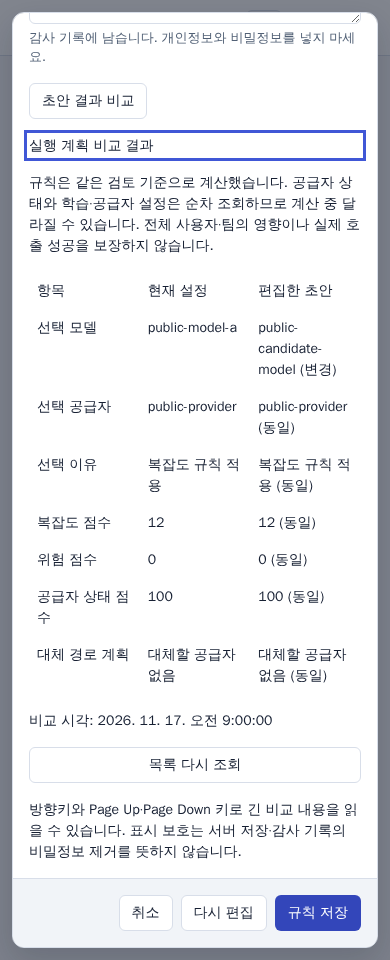 감사 기록에 남습니다. 개인정보와 비밀정보를 넣지 마세
요.
초안 결과 비교
실행 계획 비교 결과
규칙은 같은 검토 기준으로 계산했습니다. 공급자 상
태와 학습·공급자 설정은 순차 조회하므로 계산 중 달
라질 수 있습니다. 전체 사용자·팀의 영향이나 실제 호
출 성공을 보장하지 않습니다.
항목 현재 설정 편집한 초안
선택 모델 public-model-a public-
candidate-
model (변경)
선택 공급자 public-provider public-provider
(동일)
선택 이유 복잡도 규칙 적 복잡도 규칙 적
용 용 (동일)
복잡도 점수 12 12 (동일)
위험 점수 0 0 (동일)
공급자 상태 점 100 100 (동일)
수
대체 경로 계획 대체할 공급자 대체할 공급자
없음 없음 (동일)
비교 시각: 2026. 11. 17. 오전 9:00:00
목록 다시 조회
방향키와 Page Up·Page Down 키로 긴 비교 내용을 읽
을 수 있습니다. 표시 보호는 서버 저장·감사 기록의
비밀정보 제거를 뜻하지 않습니다.
취소 다시 편집 규칙 저장